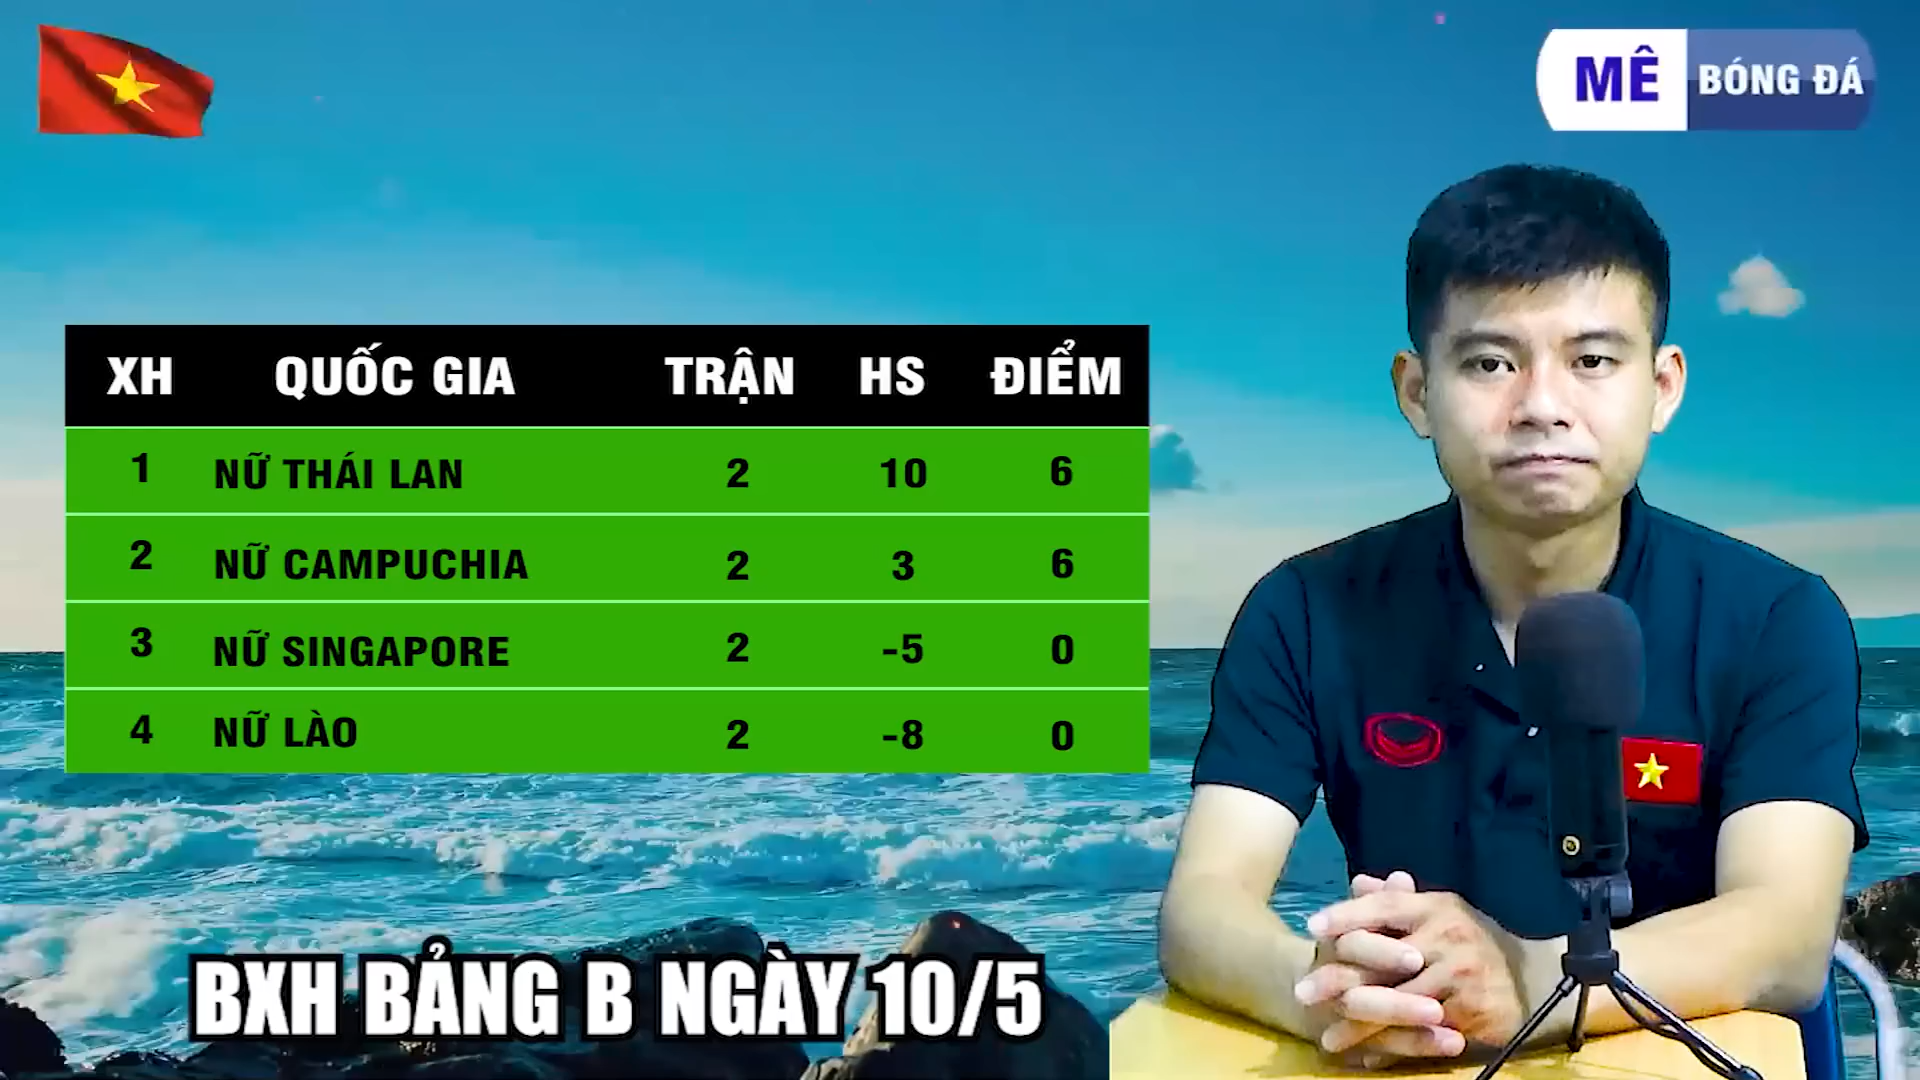 MÊ BÓNG ĐÁ
XH QUỐC GIA TRẬN HS ĐIỂM
1 NỮ THÁI LAN 2 10 6
2 NỮ CAMPUCHIA 2 3 6
3 NỮ SINGAPORE 2 -5 0
4 NỮ LÀO 2 -8 0
BXH BẢNG B NGÀY 10/5